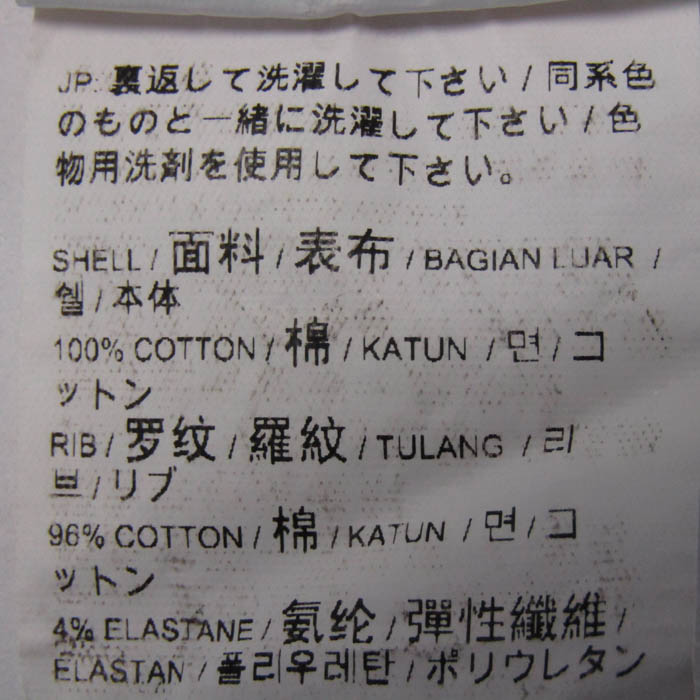 JP: 裏返して洗濯して下さい / 同系色
のものと一緒に洗濯して下さい / 色
物用洗剤を使用して下さい。
SHELL / 面料 / 表布 / BAGIAN LUAR /
쉘 / 本体
100% COTTON / 棉 / KATUN / 면 / コ
ットン
RIB / 罗纹 / 羅紋 / TULANG / 리
브 / リブ
96% COTTON / 棉 / KATUN / 면 / コ
ットン
4% ELASTANE / 氨纶 / 彈性纖維 /
ELASTAN / 폴리우레탄 / ポリウレタン